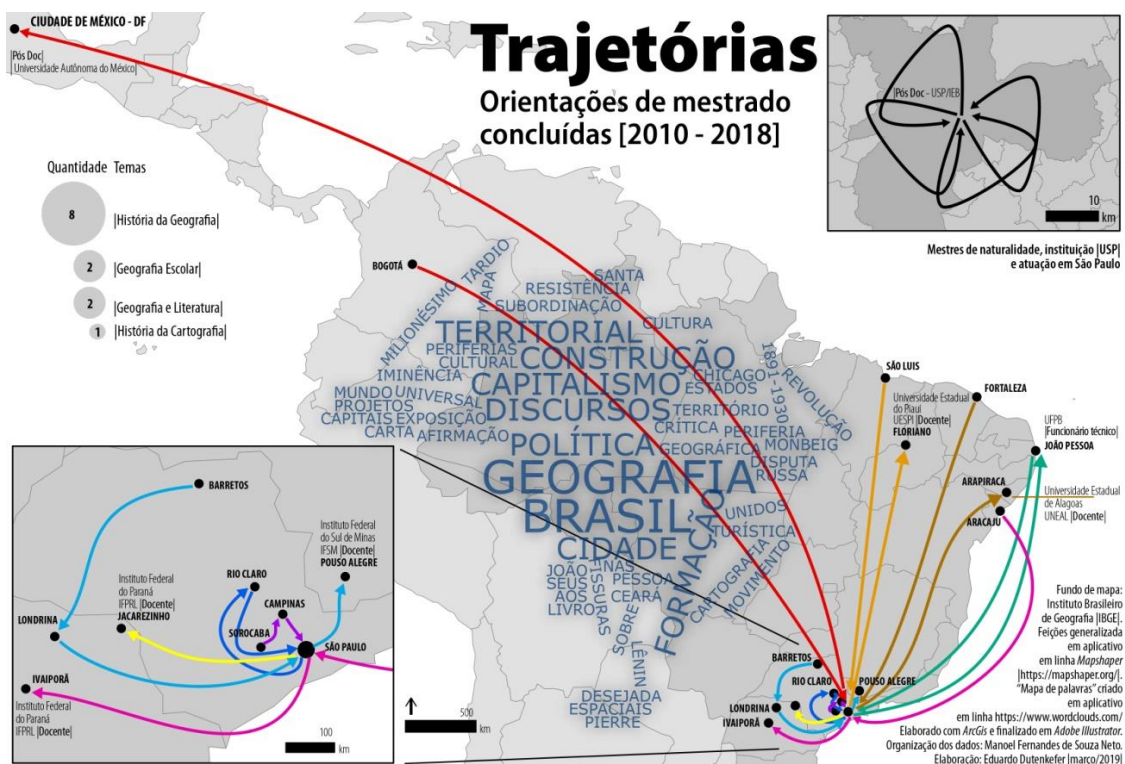 Trajetórias
Orientações de mestrado
concluídas [2010 - 2018]
CIUDADE DE MÉXICO - DF
|Pós Doc|
Universidade Autônoma do México|
Quantidade Temas
8 |História da Geografia|
2 |Geografia Escolar|
2 |Geografia e Literatura|
1 |História da Cartografia|
|Pós Doc - USP/IEB
10
km
Mestres de naturalidade, instituição |USP|
e atuação em São Paulo
BOGOTÁ
MILIONÉSIMO
TARDIO
MAPA
SANTA
RESISTÊNCIA
SUBORDINAÇÃO
TERRITORIAL
CULTURA
PERIFERIAS
CONSTRUÇÃO
CULTURAL
1891-1930
REVOLUÇÃO
IMINÊNCIA
CAPITALISMO
CHICAGO
ESTADOS
MUNDO
UNIVERSAL
PROJETOS
DISCURSOS
TERRITÓRIO
CAPITAIS
EXPOSIÇÃO
CRÍTICA
PERIFERIA
CARTA
AFIRMAÇÃO
POLÍTICA
GEOGRÁFICA
MONBEIG
DISPUTA
GEOGRAFIA
RUSSA
BRASIL
UNIDOS
FORMAÇÃO
TURÍSTICA
CIDADE
CARTOGRAFIA
MOVIMENTO
JOÃO
INAS
SEUS
FISSURAS
PESSOA
AOS
CEARÁ
LIVRO
SOBRE
LÊNIN
DESEJADA
ESPACIAIS
PIERRE
SÃO LUIS
FORTALEZA
Universidade Estadual
do Piauí
UESPI |Docente|
FLORIANO
UFPB
|Funcionário técnico|
JOÃO PESSOA
ARAPIRACA
Universidade Estadual
de Alagoas
UNEAL |Docente|
ARACAJU
BARRETOS
RIO CLARO
POUSO ALEGRE
LONDRINA
IVAIPORÃ
500
km
BARRETOS
Instituto Federal
do Sul de Minas
IFSM |Docente|
POUSO ALEGRE
Instituto Federal
do Paraná
IFPRL |Docente|
JACAREZINHO
RIO CLARO
CAMPINAS
LONDRINA
SOROCABA
SÃO PAULO
IVAIPORÃ
Instituto Federal
do Paraná
IFPRL |Docente|
100
km
Fundo de mapa:
Instituto Brasileiro
de Geografia |IBGE|.
Feições generalizada
em aplicativo
em linha Mapshaper
|https://mapshaper.org/|.
"Mapa de palavras" criado
em aplicativo
em linha https://www.wordclouds.com/
Elaborado com ArcGis e finalizado em Adobe Illustrator.
Organização dos dados: Manoel Fernandes de Souza Neto.
Elaboração: Eduardo Dutenkefer |março/2019|